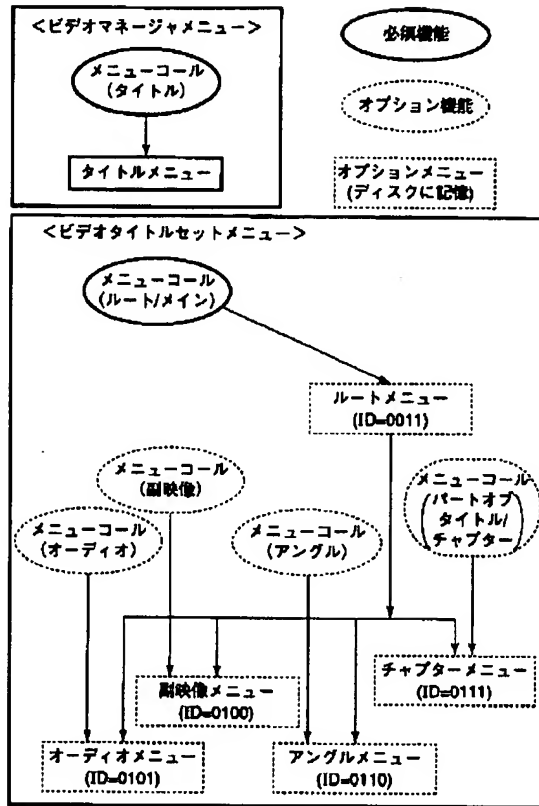 <ビデオマネージャメニュー>
メニューコール
(タイトル)
タイトルメニュー
必須機能
オプション機能
オプションメニュー
(ディスクに記憶)
<ビデオタイトルセットメニュー>
メニューコール
(ルート/メイン)
ルートメニュー
(ID=0011)
メニューコール
(副映像)
メニューコール
(オーディオ)
メニューコール
(アングル)
メニューコール
(パートオブ
タイトル/
チャプター)
副映像メニュー
(ID=0100)
チャプターメニュー
(ID=0111)
オーディオメニュー
(ID=0101)
アングルメニュー
(ID=0110)